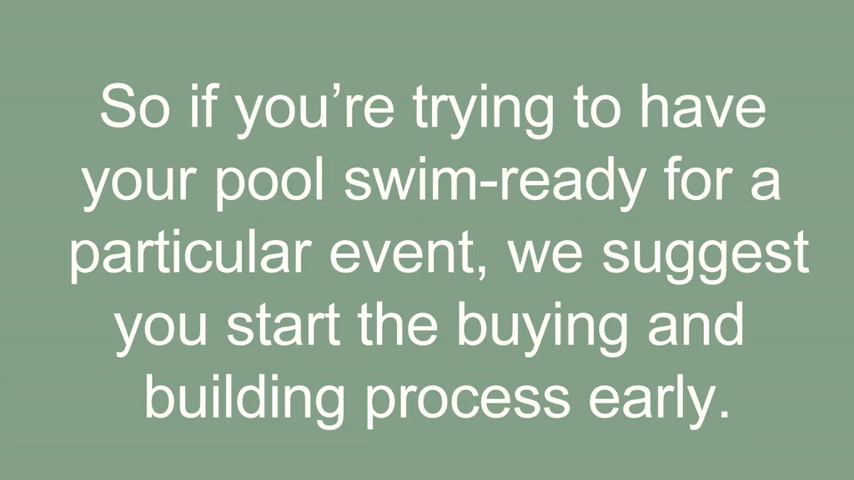 So if you’re trying to have
your pool swim-ready for a
particular event, we suggest
you start the buying and
building process early.